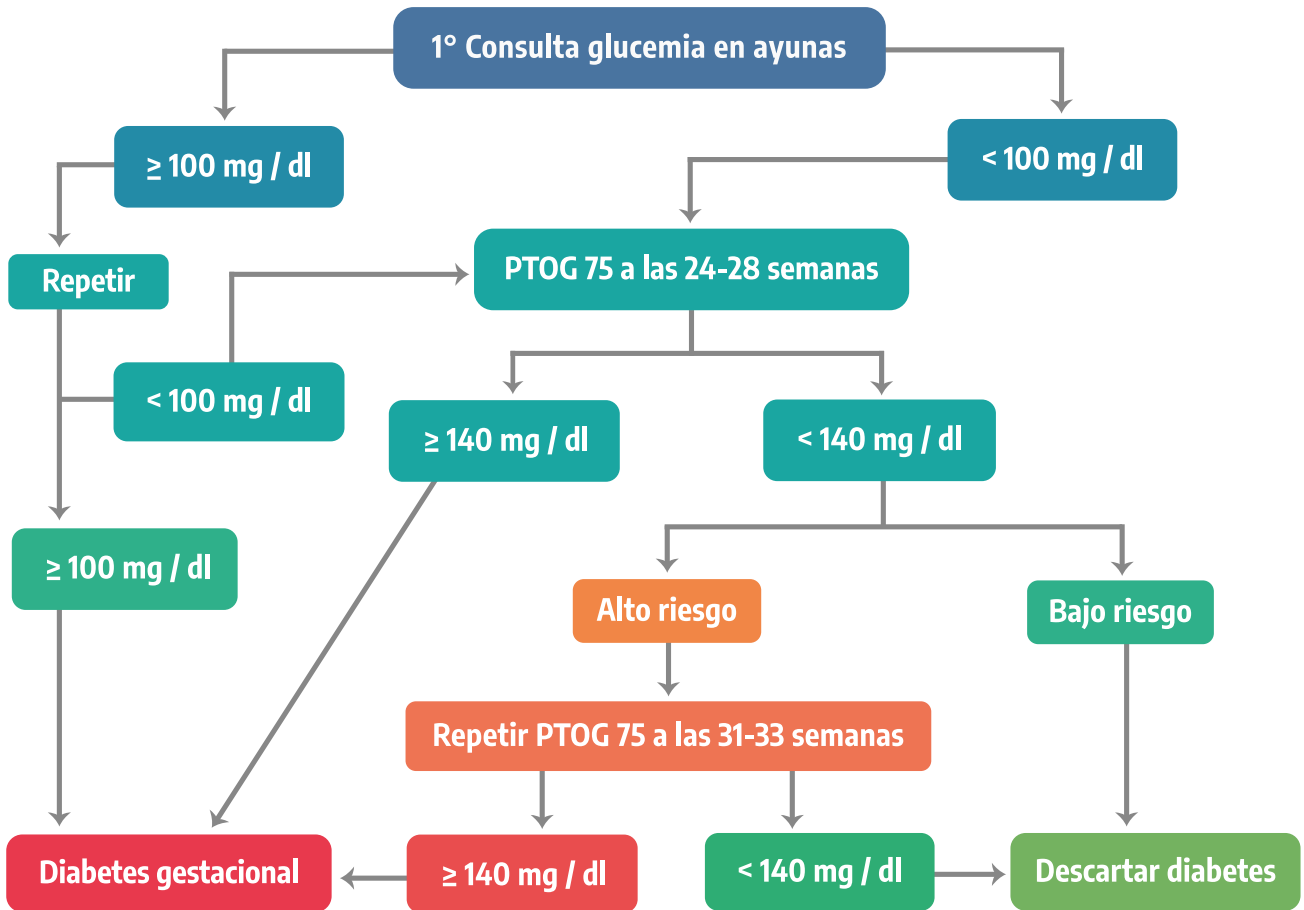 1° Consulta glucemia en ayunas
≥ 100 mg / dl
< 100 mg / dl
Repetir
PTOG 75 a las 24-28 semanas
< 100 mg / dl
≥ 140 mg / dl
< 140 mg / dl
≥ 100 mg / dl
Alto riesgo
Bajo riesgo
Repetir PTOG 75 a las 31-33 semanas
Diabetes gestacional
≥ 140 mg / dl
< 140 mg / dl
Descartar diabetes